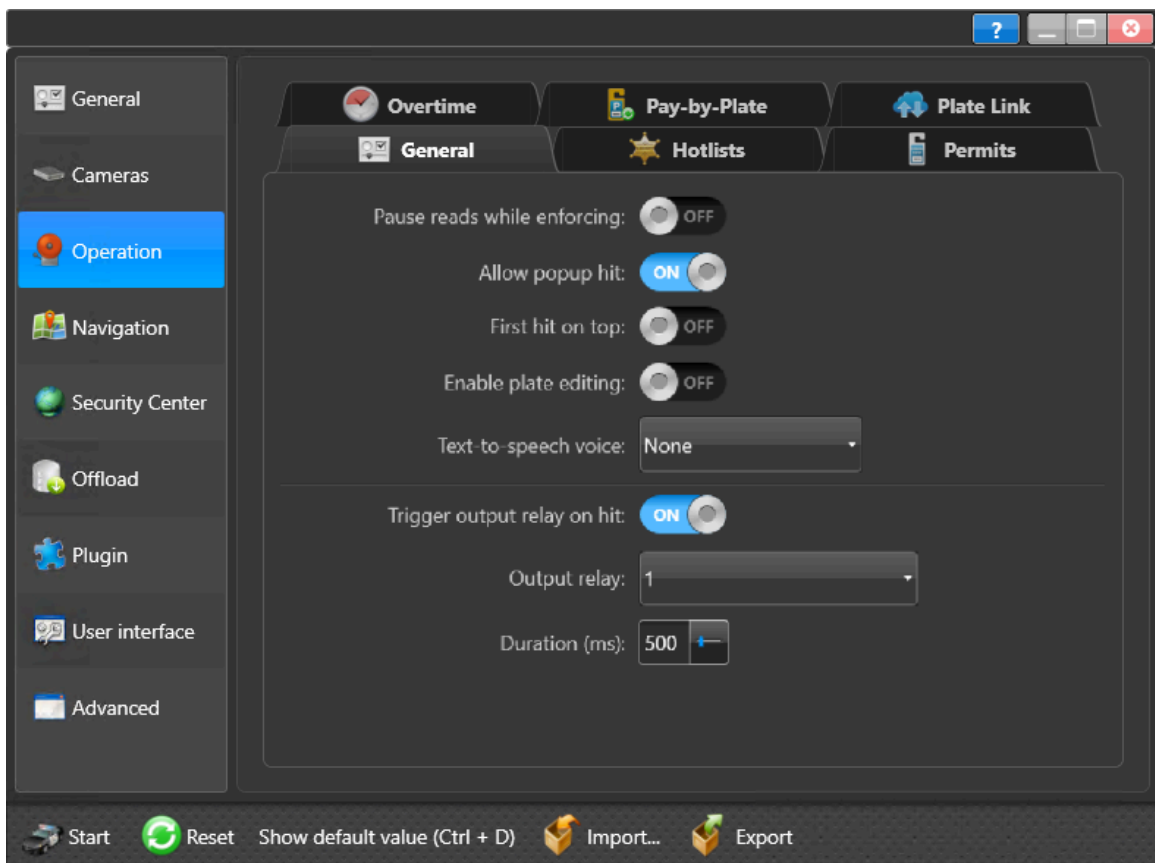 ?
General
Cameras
Operation
Navigation
Security Center
Offload
Plugin
User interface
Advanced
Overtime
Pay-by-Plate
Plate Link
General
Hotlists
Permits
Pause reads while enforcing: OFF
Allow popup hit: ON
First hit on top: OFF
Enable plate editing: OFF
Text-to-speech voice: None
Trigger output relay on hit: ON
Output relay: 1
Duration (ms): 500
Start Reset Show default value (Ctrl + D) Import... Export